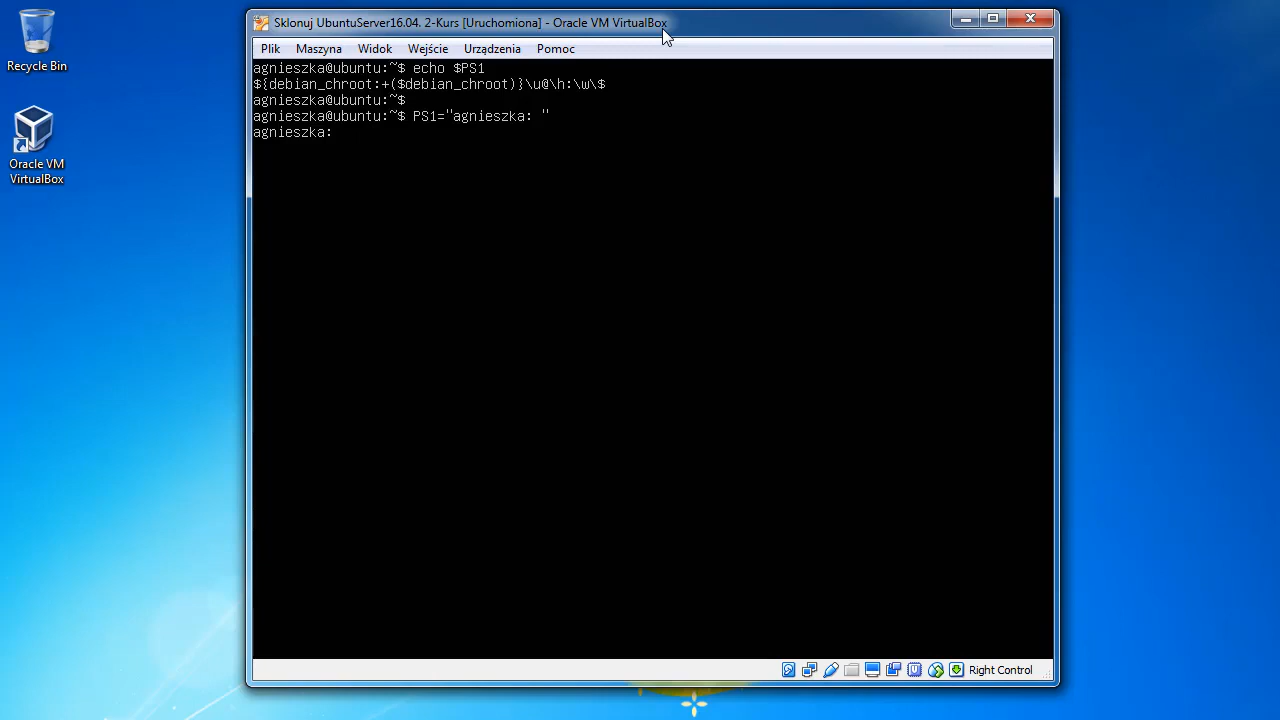 Recycle Bin
Oracle VM
VirtualBox
Sklonuj UbuntuServer16.04. 2-Kurs [Uruchomiona] - Oracle VM VirtualBox
Plik Maszyna Widok Wejście Urządzenia Pomoc
agnieszka@ubuntu:~$ echo $PS1
${debian_chroot:+($debian_chroot)}\u@\h:\w\$
agnieszka@ubuntu:~$
agnieszka@ubuntu:~$ PS1="agnieszka: "
agnieszka:
Right Control